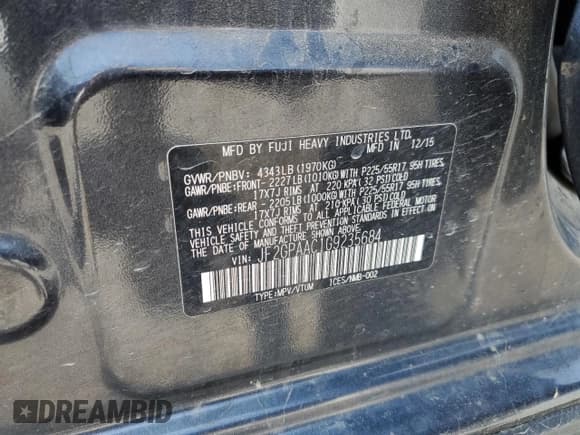 MFD BY FUJI HEAVY INDUSTRIES LTD.
MFD IN 12/15
GVWR/PNBV: 4343LB(1970KG)
GAWR/PNBE:FRONT- 2227LB(1010KG)WITH P225/55R17 95H TIRES,
17X7J RIMS AT 220 KPA(32 PSI)COLD
GAWR/PNBE:REAR - 2205LB(1000KG)WITH P225/55R17 95H TIRES,
17X7J RIMS AT 210 KPA(30 PSI)COLD
THIS VEHICLE CONFORMS TO ALL APPLICABLE FEDERAL MOTOR
VEHICLE SAFETY AND THEFT PREVENTION STANDARDS IN EFFECT
ON THE DATE OF MANUFACTURE SHOWN ABOVE.
VIN: JF2GPAAC1G9235684
TYPE:MPV/VTUM ICES/NMB-002
DREAMBID